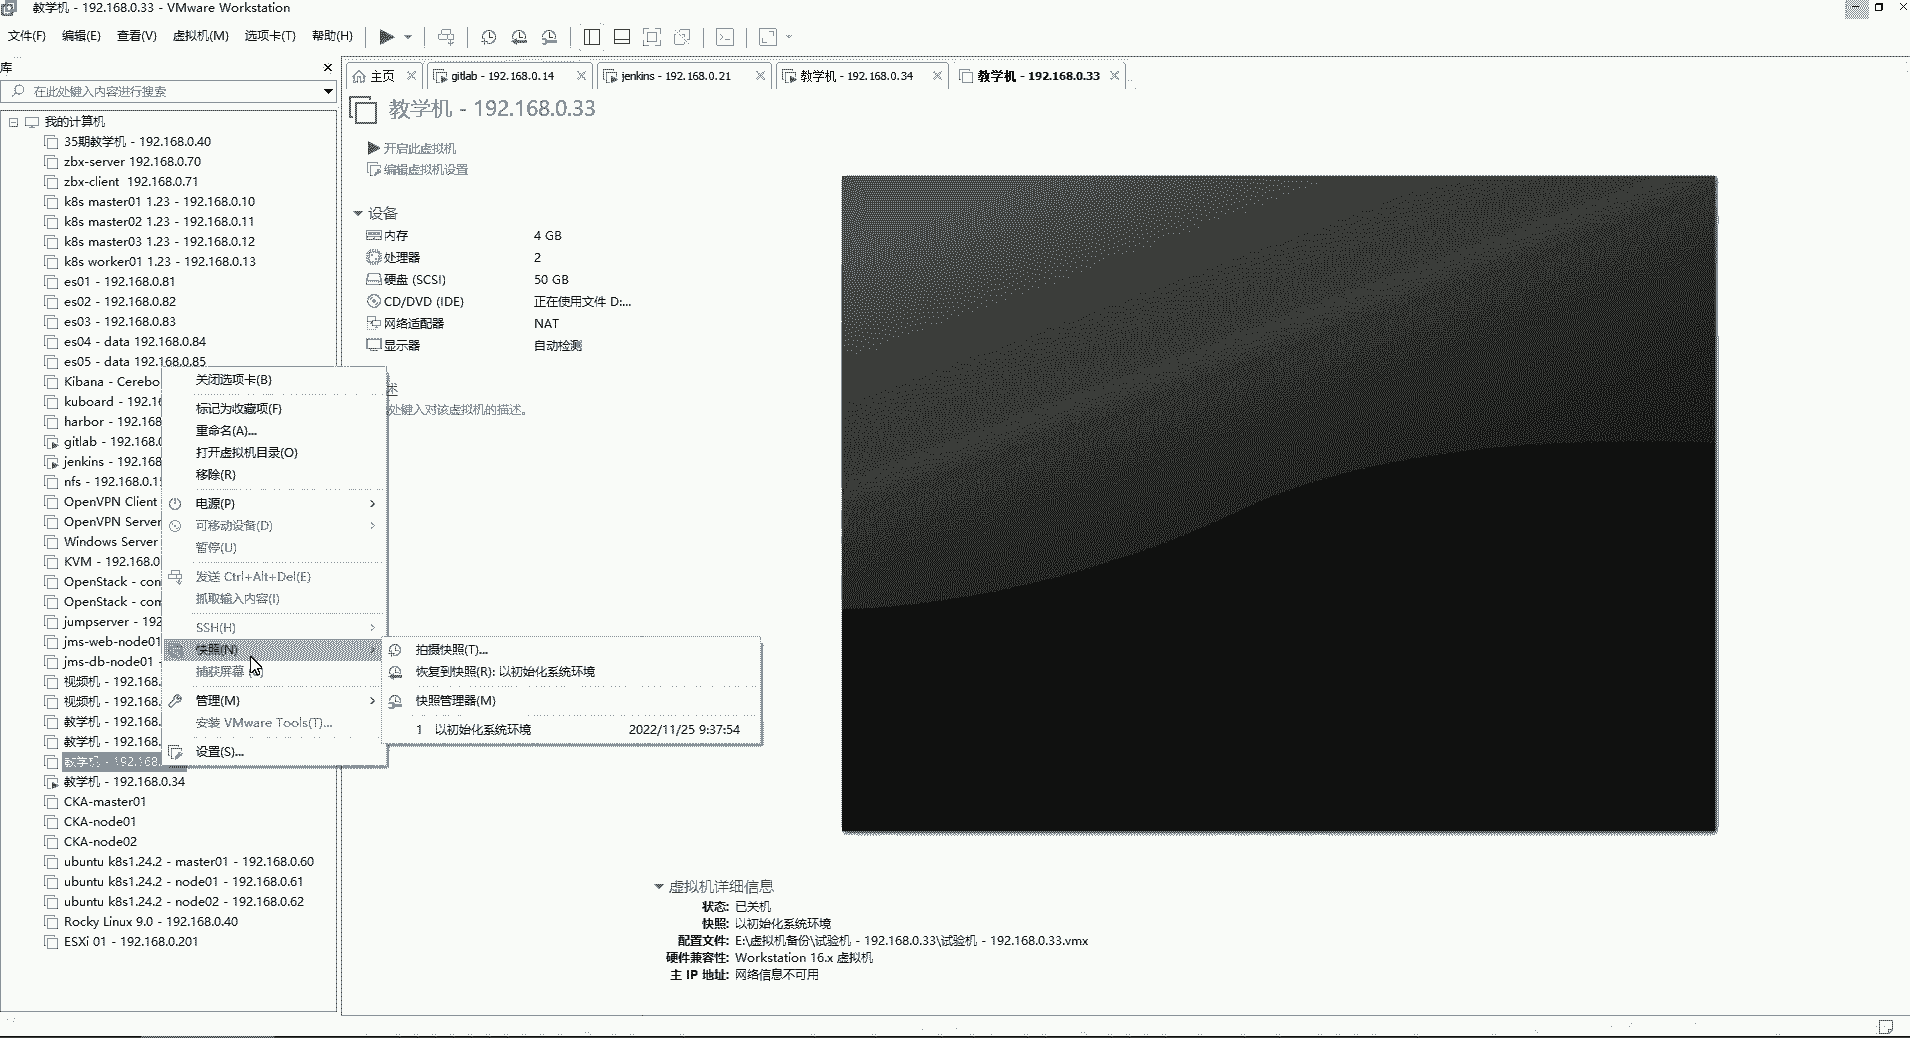 教学机 - 192.168.0.33 - VMware Workstation
文件(F) 编辑(E) 查看(V) 虚拟机(M) 选项卡(T) 帮助(H)
库
在此处键入内容进行搜索
我的计算机
35期教学机 - 192.168.0.40
zbx-server 192.168.0.70
zbx-client 192.168.0.71
k8s master01 1.23 - 192.168.0.10
k8s master02 1.23 - 192.168.0.11
k8s master03 1.23 - 192.168.0.12
k8s worker01 1.23 - 192.168.0.13
es01 - 192.168.0.81
es02 - 192.168.0.82
es03 - 192.168.0.83
es04 - data 192.168.0.84
es05 - data 192.168.0.85
Kibana - Cerebo
kuboard - 192.16
harbor - 192.168
gitlab - 192.168.0
jenkins - 192.168
nfs - 192.168.0.1
OpenVPN Client
OpenVPN Server
Windows Server
KVM - 192.168.0
OpenStack - con
OpenStack - com
jumpserver - 192
jms-web-node01
jms-db-node01 -
视频机 - 192.168.
视频机 - 192.168.
教学机 - 192.168.
教学机 - 192.168.
教学机 - 192.168.
教学机 - 192.168.0.34
CKA-master01
CKA-node01
CKA-node02
ubuntu k8s1.24.2 - master01 - 192.168.0.60
ubuntu k8s1.24.2 - node01 - 192.168.0.61
ubuntu k8s1.24.2 - node02 - 192.168.0.62
Rocky Linux 9.0 - 192.168.0.40
ESXi 01 - 192.168.0.201
关闭选项卡(B)
标记为收藏项(F)
重命名(A)...
打开虚拟机目录(O)
移除(R)
电源(P)
可移动设备(D)
暂停(U)
发送 Ctrl+Alt+Del(E)
抓取输入内容(I)
SSH(H)
快照(N)
捕获屏幕
管理(M)
安装 VMware Tools(T)...
设置(S)...
拍摄快照(T)...
恢复到快照(R): 以初始化系统环境
快照管理器(M)
1 以初始化系统环境 2022/11/25 9:37:54
主页 gitlab - 192.168.0.14 jenkins - 192.168.0.21 教学机 - 192.168.0.34 教学机 - 192.168.0.33
教学机 - 192.168.0.33
开启此虚拟机
编辑虚拟机设置
设备
内存 4 GB
处理器 2
硬盘 (SCSI) 50 GB
CD/DVD (IDE) 正在使用文件 D:...
网络适配器 NAT
显示器 自动检测
述
处键入对该虚拟机的描述。
虚拟机详细信息
状态: 已关机
快照: 以初始化系统环境
配置文件: E:\虚拟机备份\试验机 - 192.168.0.33\试验机 - 192.168.0.33.vmx
硬件兼容性: Workstation 16.x 虚拟机
主 IP 地址: 网络信息不可用